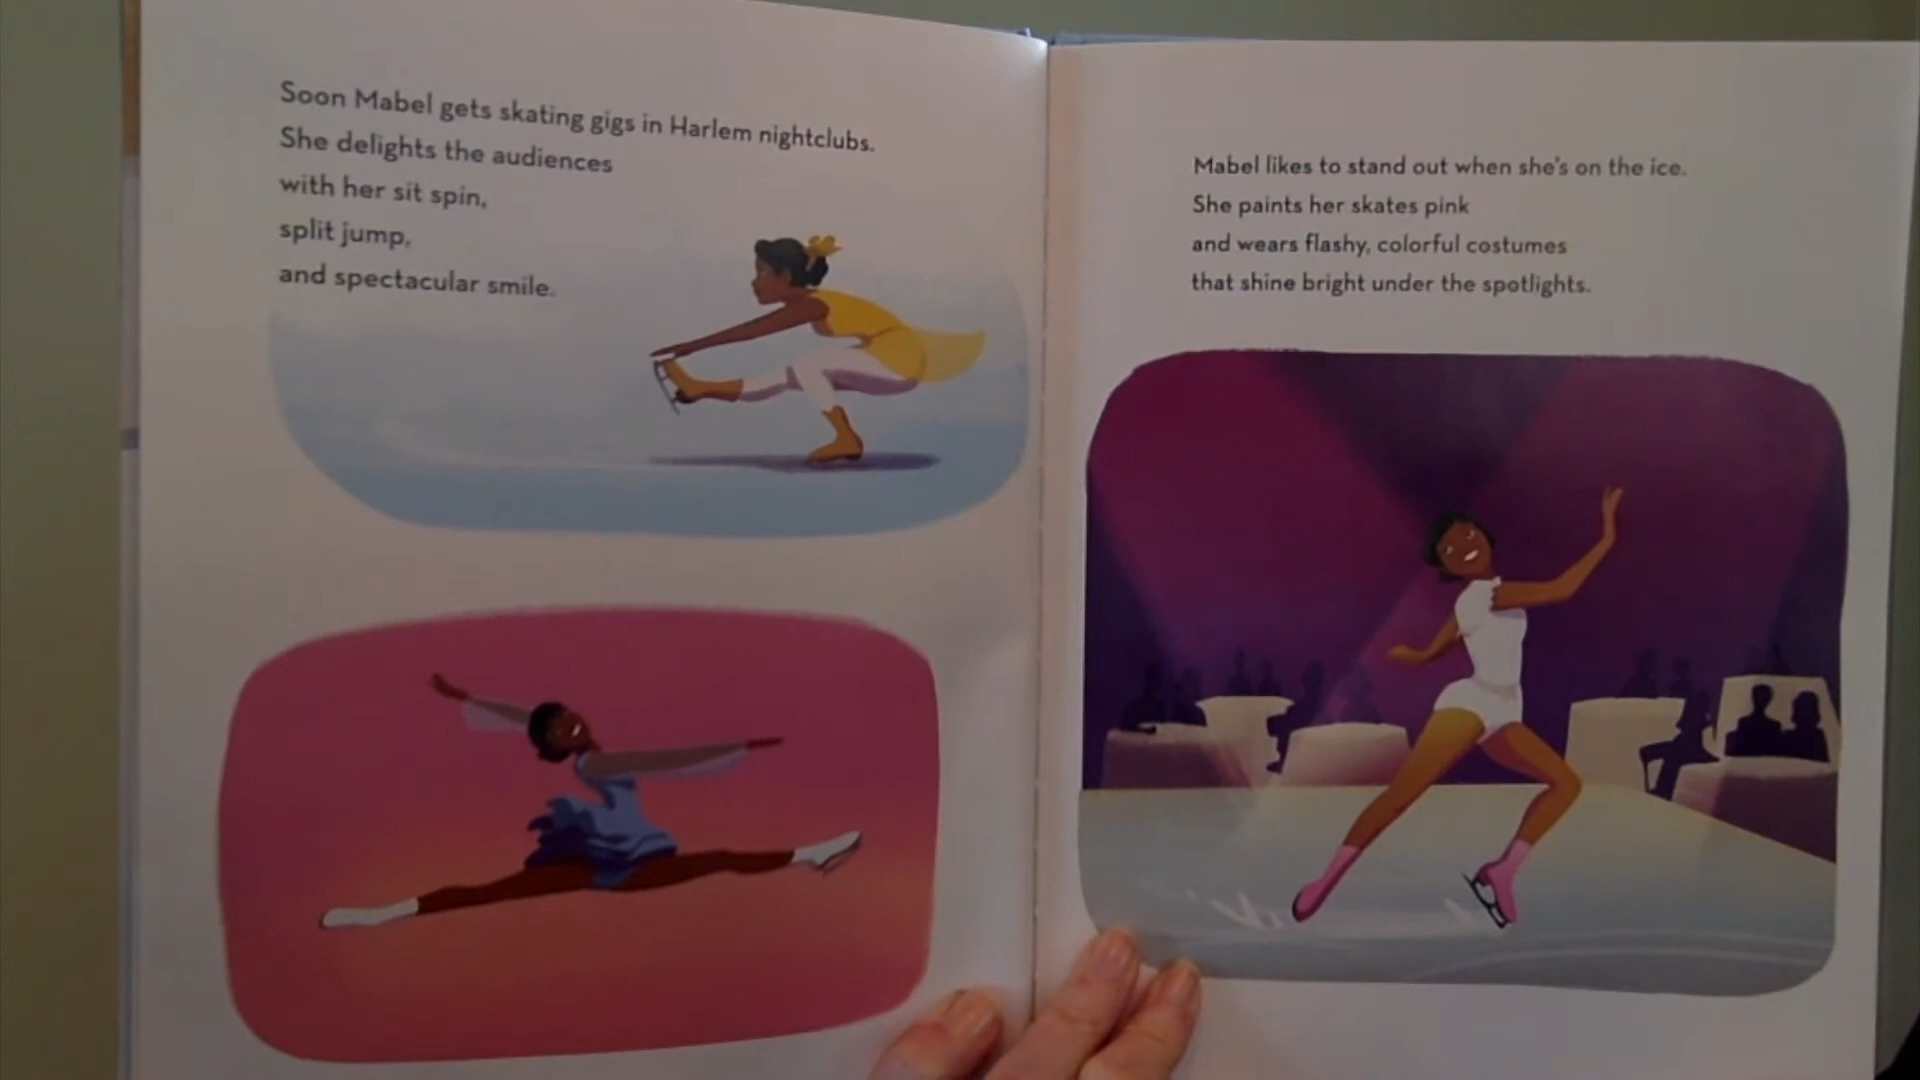 Soon Mabel gets skating gigs in Harlem nightclubs.
She delights the audiences
with her sit spin,
split jump,
and spectacular smile.
Mabel likes to stand out when she's on the ice.
She paints her skates pink
and wears flashy, colorful costumes
that shine bright under the spotlights.